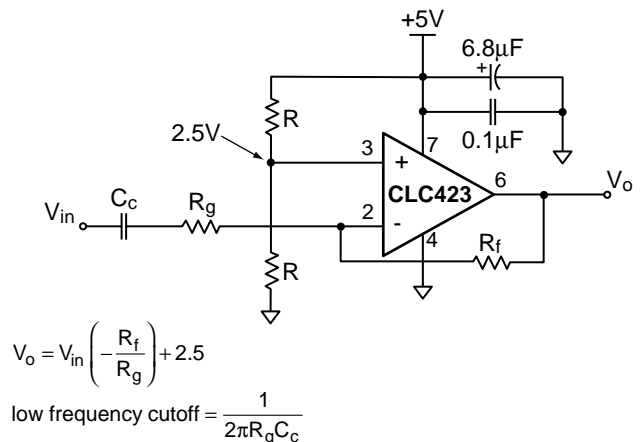 +5V
6.8µF
+
R
2.5V
0.1µF
3
7
+
6
Vo
CLC423
Cc
Rg
Vin
2
-
4
Rf
R
Vo = Vin (- Rf / Rg) + 2.5
low frequency cutoff = 1 / 2πRgCc